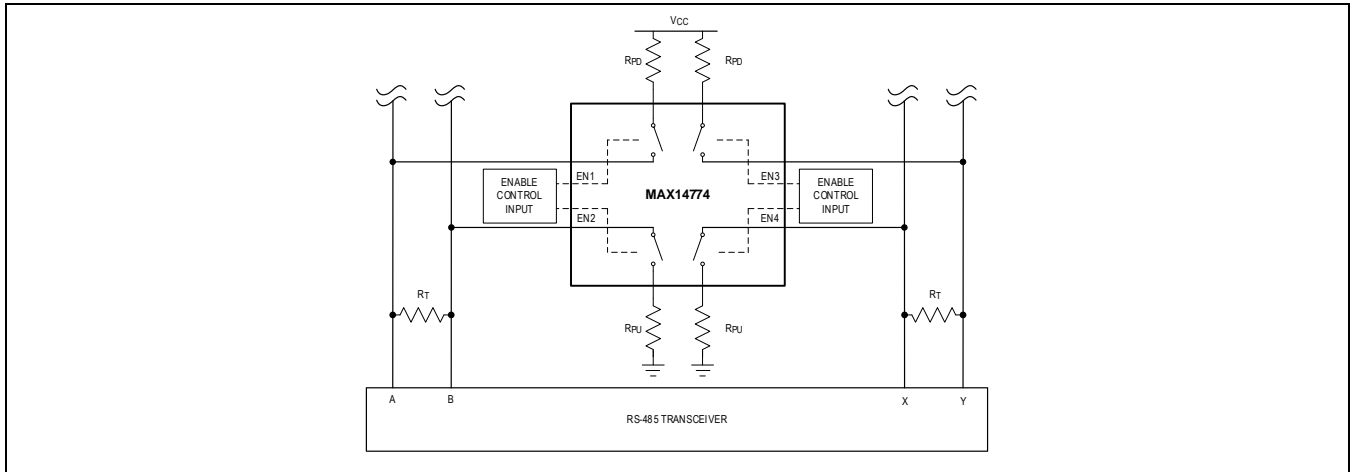 VCC
RPD
RPD
EN1
EN3
ENABLE
CONTROL
INPUT
MAX14774
ENABLE
CONTROL
INPUT
EN2
EN4
RT
RT
RPU
RPU
A
B
X
Y
RS-485 TRANSCEIVER